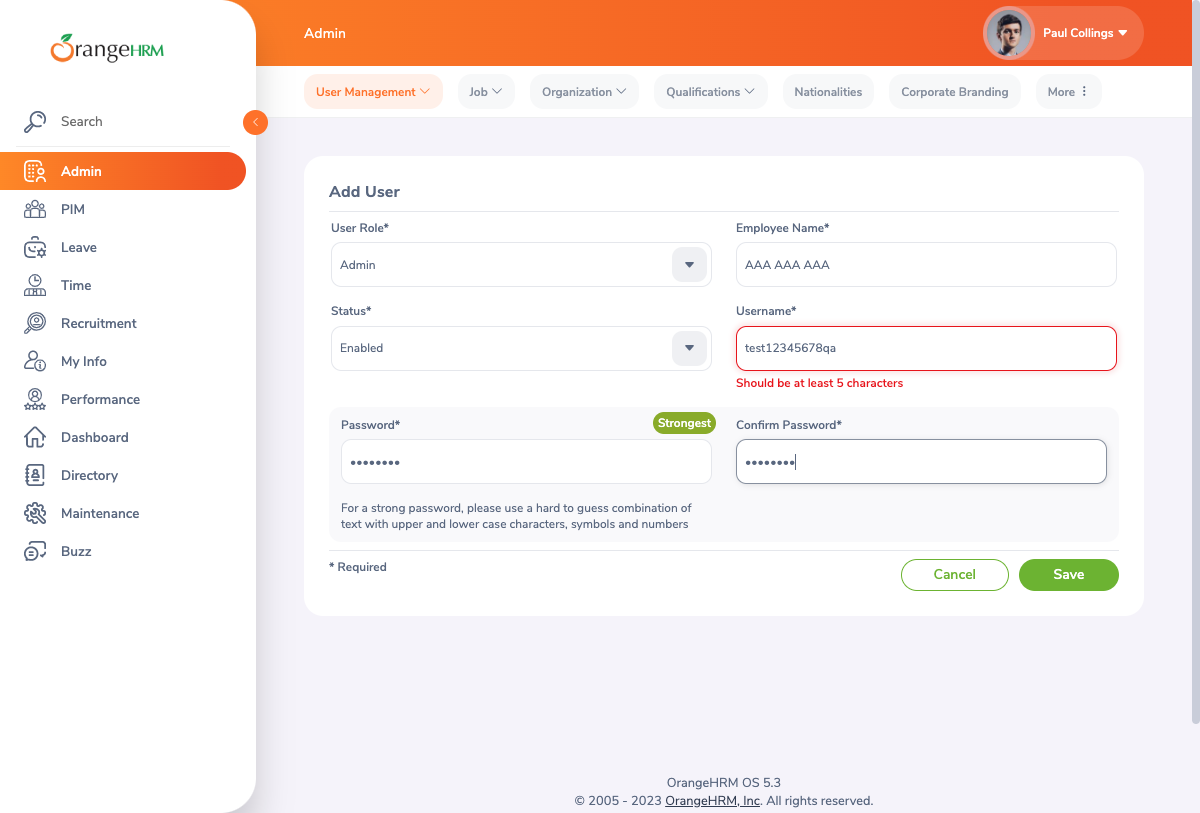 OrangeHRM
Admin
Paul Collings
User Management
Job
Organization
Qualifications
Nationalities
Corporate Branding
More
Search
Admin
PIM
Leave
Time
Recruitment
My Info
Performance
Dashboard
Directory
Maintenance
Buzz
Add User
User Role*
Employee Name*
Admin
AAA AAA AAA
Status*
Username*
Enabled
test12345678qa
Should be at least 5 characters
Password*
Strongest
Confirm Password*
••••••••
••••••••
For a strong password, please use a hard to guess combination of
text with upper and lower case characters, symbols and numbers
* Required
Cancel
Save
OrangeHRM OS 5.3
© 2005 - 2023 OrangeHRM, Inc. All rights reserved.